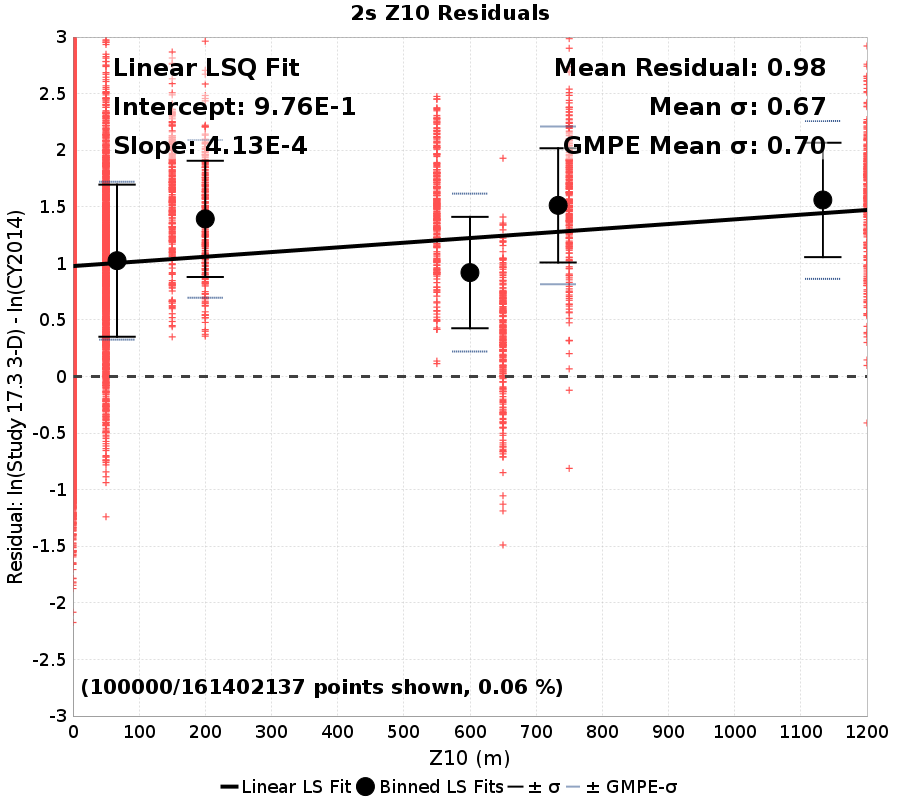 2s Z10 Residuals
Residual: ln(Study 17.3 3-D) - ln(CY2014)
3
2.5
2
1.5
1
0.5
0
-0.5
-1
-1.5
-2
-2.5
-3
Linear LSQ Fit
Intercept: 9.76E-1
Slope: 4.13E-4
Mean Residual: 0.98
Mean σ: 0.67
GMPE Mean σ: 0.70
(100000/161402137 points shown, 0.06 %)
0 100 200 300 400 500 600 700 800 900 1000 1100 1200
Z10 (m)
Linear LS Fit Binned LS Fits ± σ ± GMPE-σ